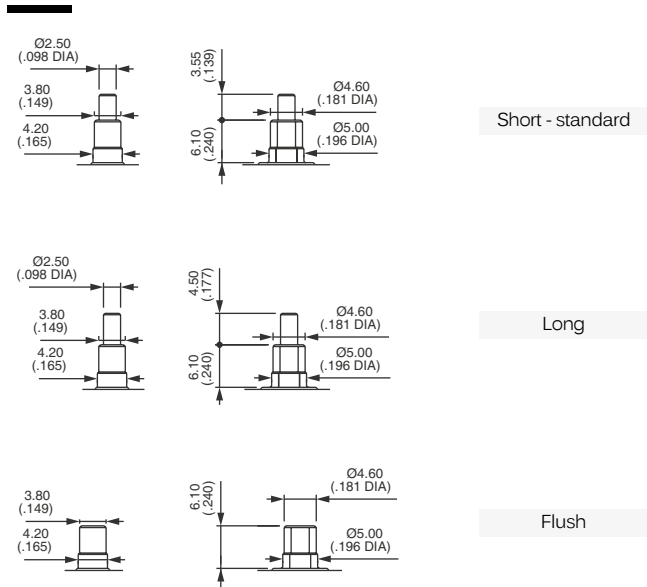 Ø2.50
(.098 DIA)
3.80
(.149)
4.20
(.165)
3.55
(.139)
6.10
(.240)
Ø4.60
(.181 DIA)
Ø5.00
(.196 DIA)
Short - standard
Ø2.50
(.098 DIA)
3.80
(.149)
4.20
(.165)
4.50
(.177)
6.10
(.240)
Ø4.60
(.181 DIA)
Ø5.00
(.196 DIA)
Long
3.80
(.149)
4.20
(.165)
6.10
(.240)
Ø4.60
(.181 DIA)
Ø5.00
(.196 DIA)
Flush